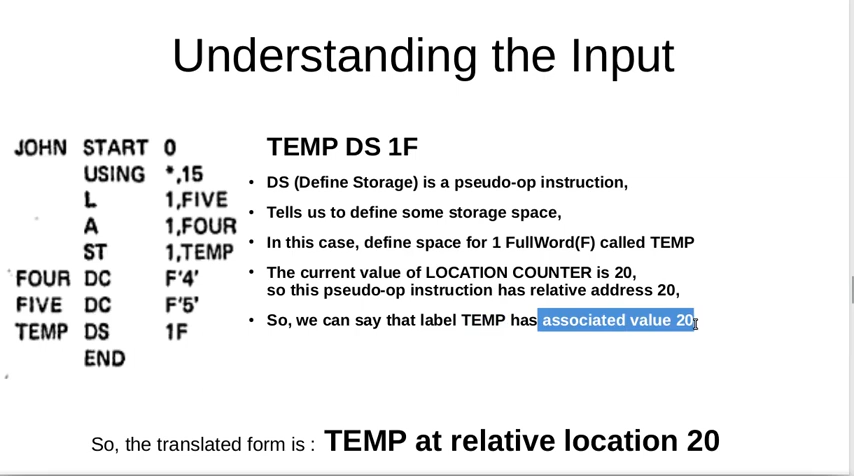 Understanding the Input
JOHN START 0
USING *,15
L 1,FIVE
A 1,FOUR
ST 1,TEMP
FOUR DC F'4'
FIVE DC F'5'
TEMP DS 1F
END
TEMP DS 1F
• DS (Define Storage) is a pseudo-op instruction,
• Tells us to define some storage space,
• In this case, define space for 1 FullWord(F) called TEMP
• The current value of LOCATION COUNTER is 20,
so this pseudo-op instruction has relative address 20,
• So, we can say that label TEMP has associated value 20
So, the translated form is : TEMP at relative location 20